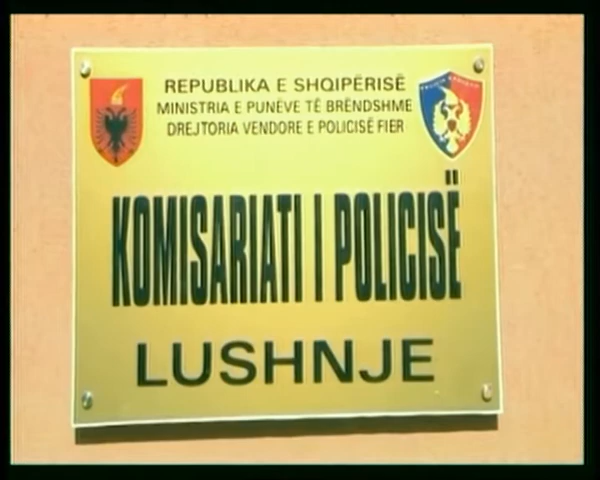 REPUBLIKA E SHQIPËRISË
MINISTRIA E PUNËVE TË BRËNDSHME
DREJTORIA VENDORE E POLICISË FIER
KOMISARIATI I POLICISË
LUSHNJE